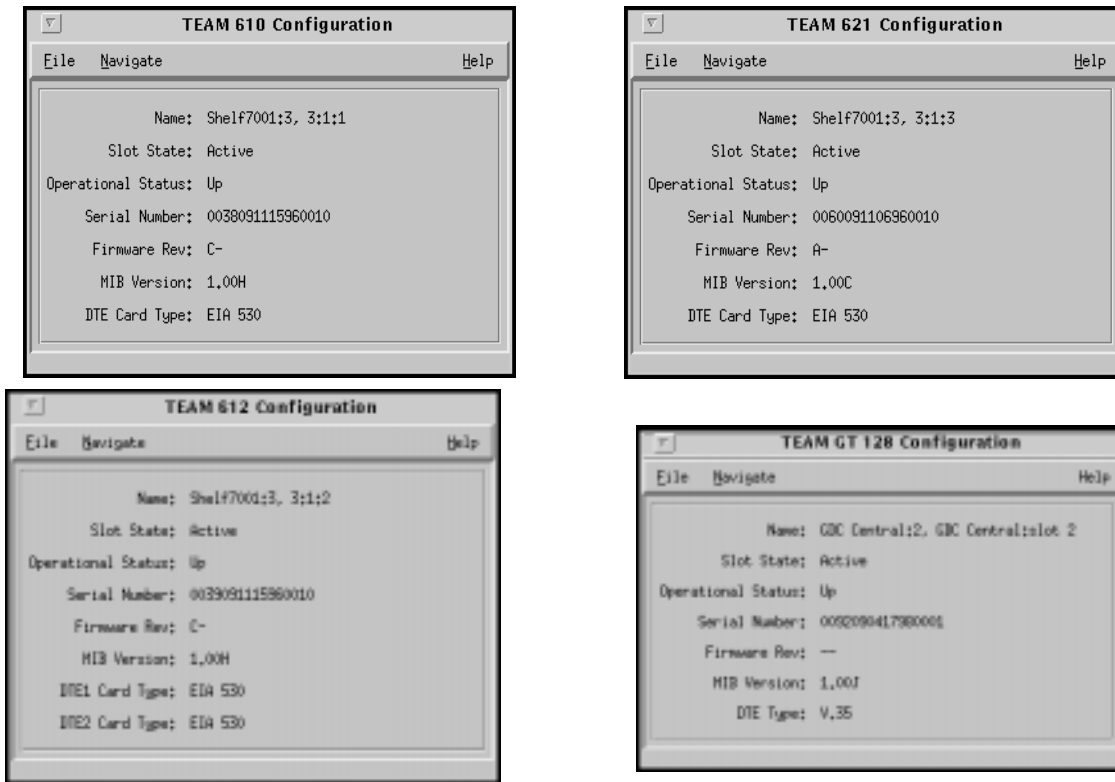 TEAM 610 Configuration
File Navigate Help
Name: Shelf7001:3, 3:1:1
Slot State: Active
Operational Status: Up
Serial Number: 0038091115960010
Firmware Rev: C-
MIB Version: 1.00H
DTE Card Type: EIA 530
TEAM 621 Configuration
File Navigate Help
Name: Shelf7001:3, 3:1:3
Slot State: Active
Operational Status: Up
Serial Number: 0060091106960010
Firmware Rev: A-
MIB Version: 1.00C
DTE Card Type: EIA 530
TEAM 612 Configuration
File Navigate Help
Name: Shelf7001:3, 3:1:2
Slot State: Active
Operational Status: Up
Serial Number: 0039091115960010
Firmware Rev: C-
MIB Version: 1.00H
DTE1 Card Type: EIA 530
DTE2 Card Type: EIA 530
TEAM GT 128 Configuration
File Navigate Help
Name: GDC Central:2, GDC Central:slot 2
Slot State: Active
Operational Status: Up
Serial Number: 0092090417980001
Firmware Rev: --
MIB Version: 1.00J
DTE Type: V.35